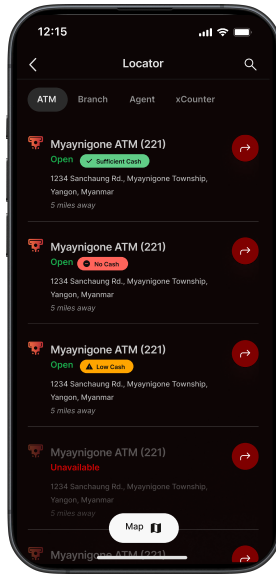 12:15
Locator
ATM Branch Agent xCounter
Myaynigone ATM (221)
Open Sufficient Cash
1234 Sanchaung Rd., Myaynigone Township,
Yangon, Myanmar
5 miles away
Myaynigone ATM (221)
Open No Cash
1234 Sanchaung Rd., Myaynigone Township,
Yangon, Myanmar
5 miles away
Myaynigone ATM (221)
Open Low Cash
1234 Sanchaung Rd., Myaynigone Township,
Yangon, Myanmar
5 miles away
Myaynigone ATM (221)
Unavailable
1234 Sanchaung Rd., Myaynigone Township,
Yangon, Myanmar
5 miles away
Map
Myaynigone ATM (221)